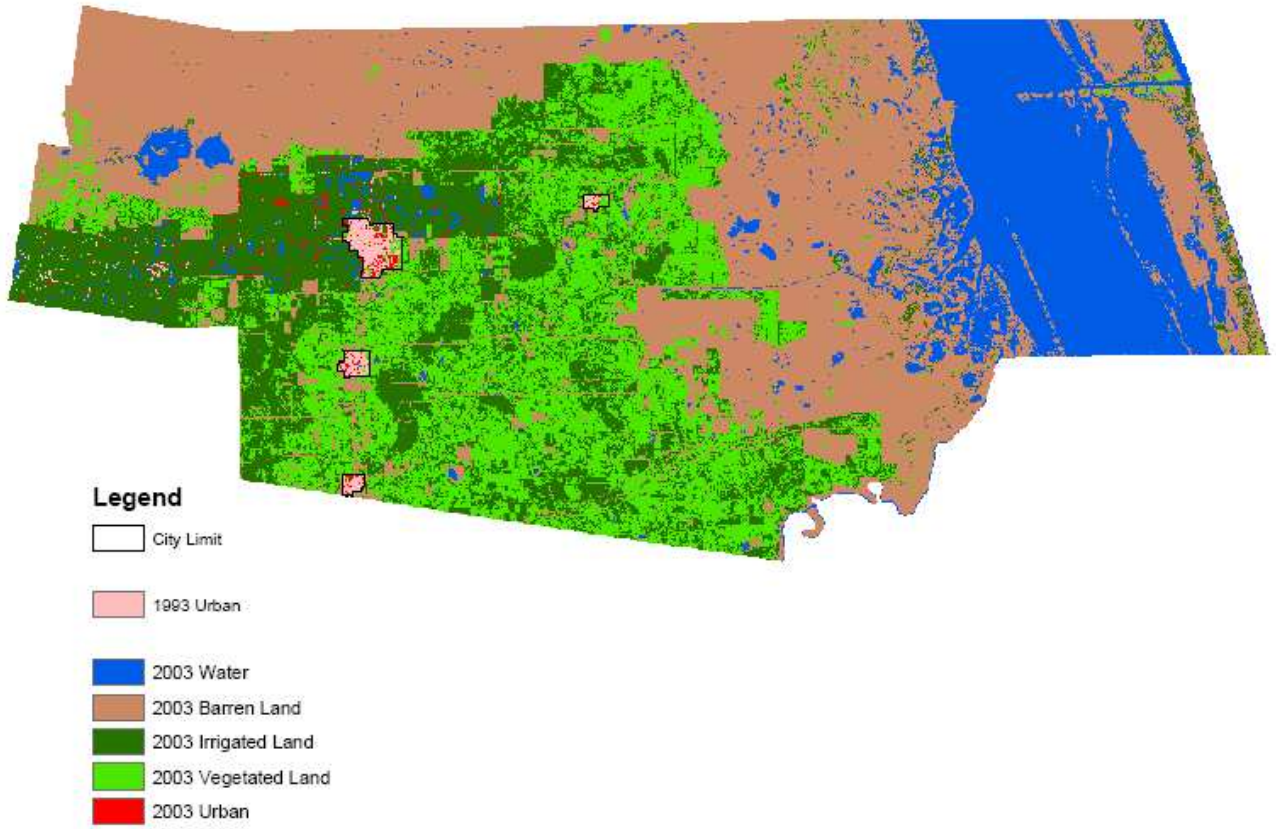 Legend
City Limit
1993 Urban
2003 Water
2003 Barren Land
2003 Irrigated Land
2003 Vegetated Land
2003 Urban